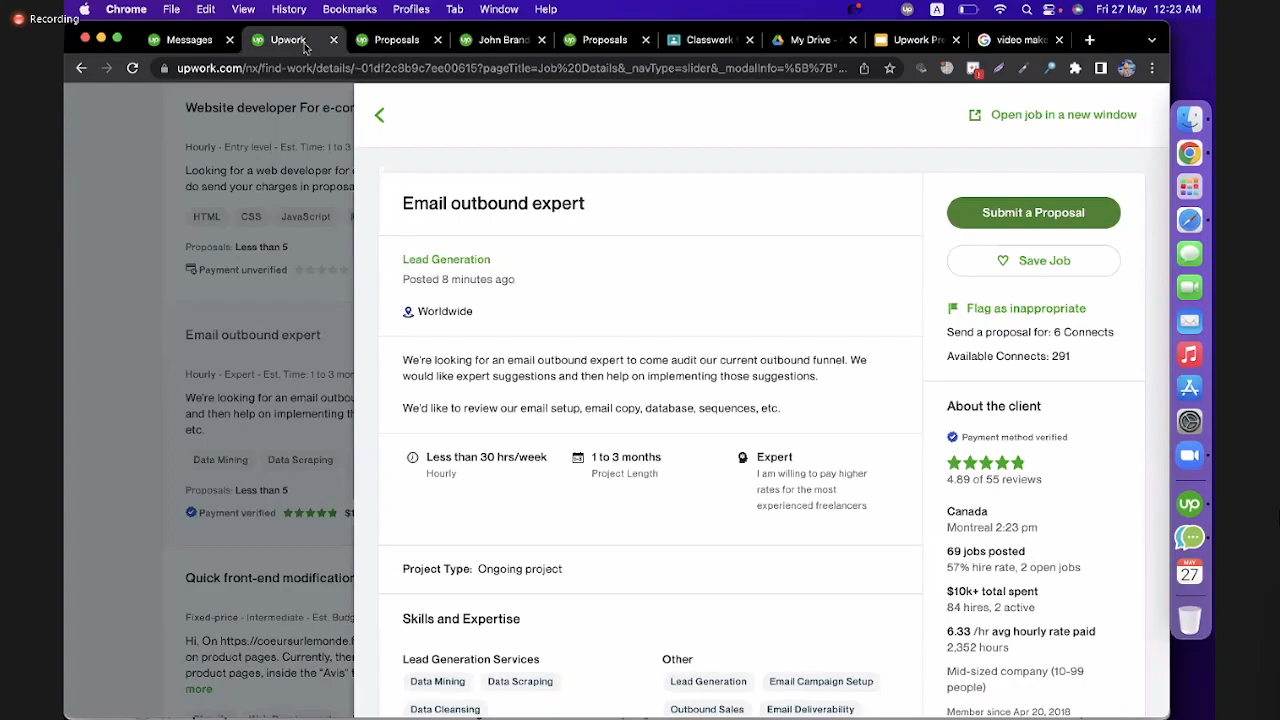 Recording
Chrome File Edit View History Bookmarks Profiles Tab Window Help A Fri 27 May 12:23 AM
Messages Upwork Proposals John Brand Proposals Classwork My Drive - Upwork Pr video make
upwork.com/nx/find-work/details/~01df2c8b9c7ee00615?pageTitle=Job%20Details&_navType=slider&_modalInfo=%5B%7B"...
Open job in a new window
Website developer For e-con
Hourly - Entry level - Est. Time: 1 to 3
Looking for a web developer for
do send your charges in proposa
HTML CSS JavaScript
Proposals: Less than 5
Payment unverified
Email outbound expert
Hourly - Expert - Est. Time: 1 to 3 mon
We're looking for an email outbou
and then help on implementing th
etc.
Data Mining Data Scraping
Proposals: Less than 5
Payment verified $1
Quick front-end modification
Fixed-price - Intermediate - Est. Budg
Hi, On https://coeursurlemonde.f
on product pages. Currently, ther
product pages, inside the "Avis" t
more
Email outbound expert
Lead Generation
Posted 8 minutes ago
Worldwide
We're looking for an email outbound expert to come audit our current outbound funnel. We
would like expert suggestions and then help on implementing those suggestions.
We'd like to review our email setup, email copy, database, sequences, etc.
Less than 30 hrs/week
Hourly
1 to 3 months
Project Length
Expert
I am willing to pay higher
rates for the most
experienced freelancers
Project Type: Ongoing project
Skills and Expertise
Lead Generation Services
Data Mining Data Scraping
Data Cleansing
Other
Lead Generation Email Campaign Setup
Outbound Sales Email Deliverability
Submit a Proposal
Save Job
Flag as inappropriate
Send a proposal for: 6 Connects
Available Connects: 291
About the client
Payment method verified
4.89 of 55 reviews
Canada
Montreal 2:23 pm
69 jobs posted
57% hire rate, 2 open jobs
$10k+ total spent
84 hires, 2 active
6.33 /hr avg hourly rate paid
2,352 hours
Mid-sized company (10-99
people)
Member since Apr 20, 2018
up
MAY
27